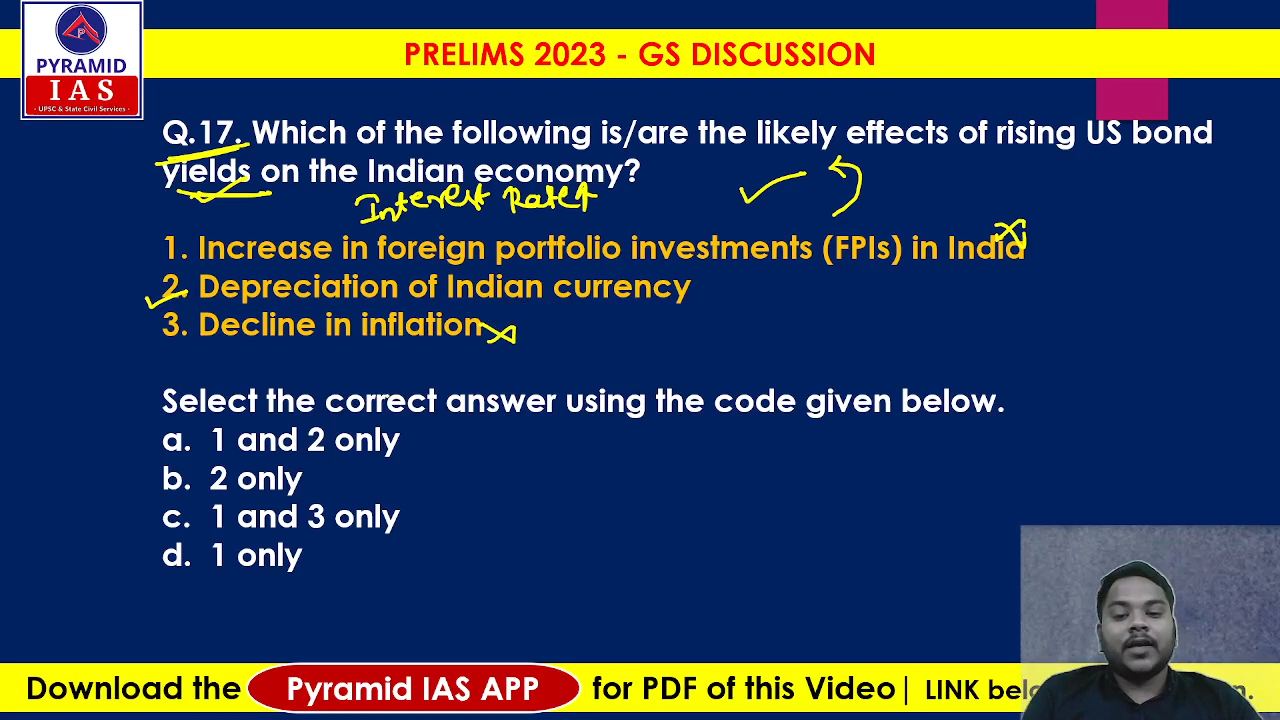 PYRAMID
IAS
- UPSC & State Civil Services -
PRELIMS 2023 - GS DISCUSSION
Q.17. Which of the following is/are the likely effects of rising US bond
yields on the Indian economy?
Interest Rate↑
1. Increase in foreign portfolio investments (FPIs) in India
2. Depreciation of Indian currency
3. Decline in inflation
Select the correct answer using the code given below.
a. 1 and 2 only
b. 2 only
c. 1 and 3 only
d. 1 only
Download the Pyramid IAS APP for PDF of this Video| LINK